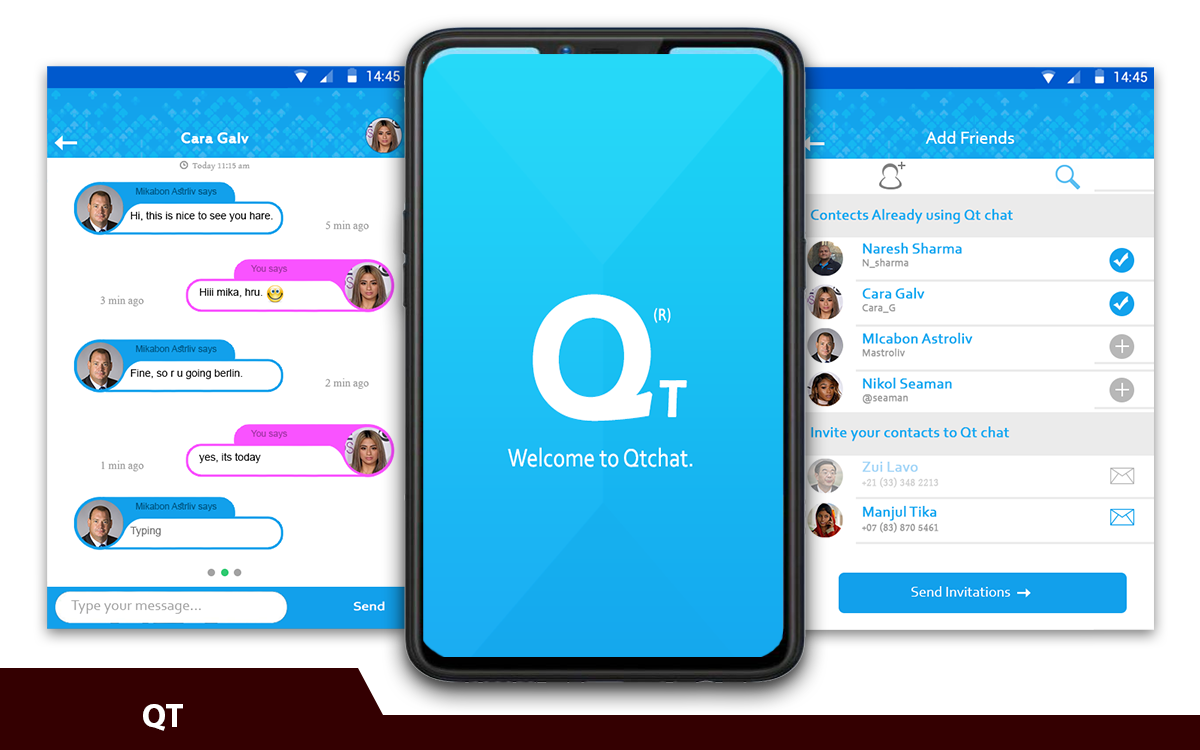 14:45
Cara Galv
Today 11:15 am
Mikabon Astrliv says
Hi, this is nice to see you hare.
5 min ago
You says
Hiii mika, hru.
3 min ago
Mikabon Astrliv says
Fine, so r u going berlin.
2 min ago
You says
yes, its today
1 min ago
Mikabon Astrliv says
Typing
Type your message...
Send
QT
(R)
Welcome to Qtchat.
14:45
Add Friends
Contects Already using Qt chat
Naresh Sharma
N_sharma
Cara Galv
Cara_G
MIcabon Astroliv
Mastroliv
Nikol Seaman
@seaman
Invite your contacts to Qt chat
Zui Lavo
+21 (33) 348 2213
Manjul Tika
+07 (83) 870 5461
Send Invitations →
QT